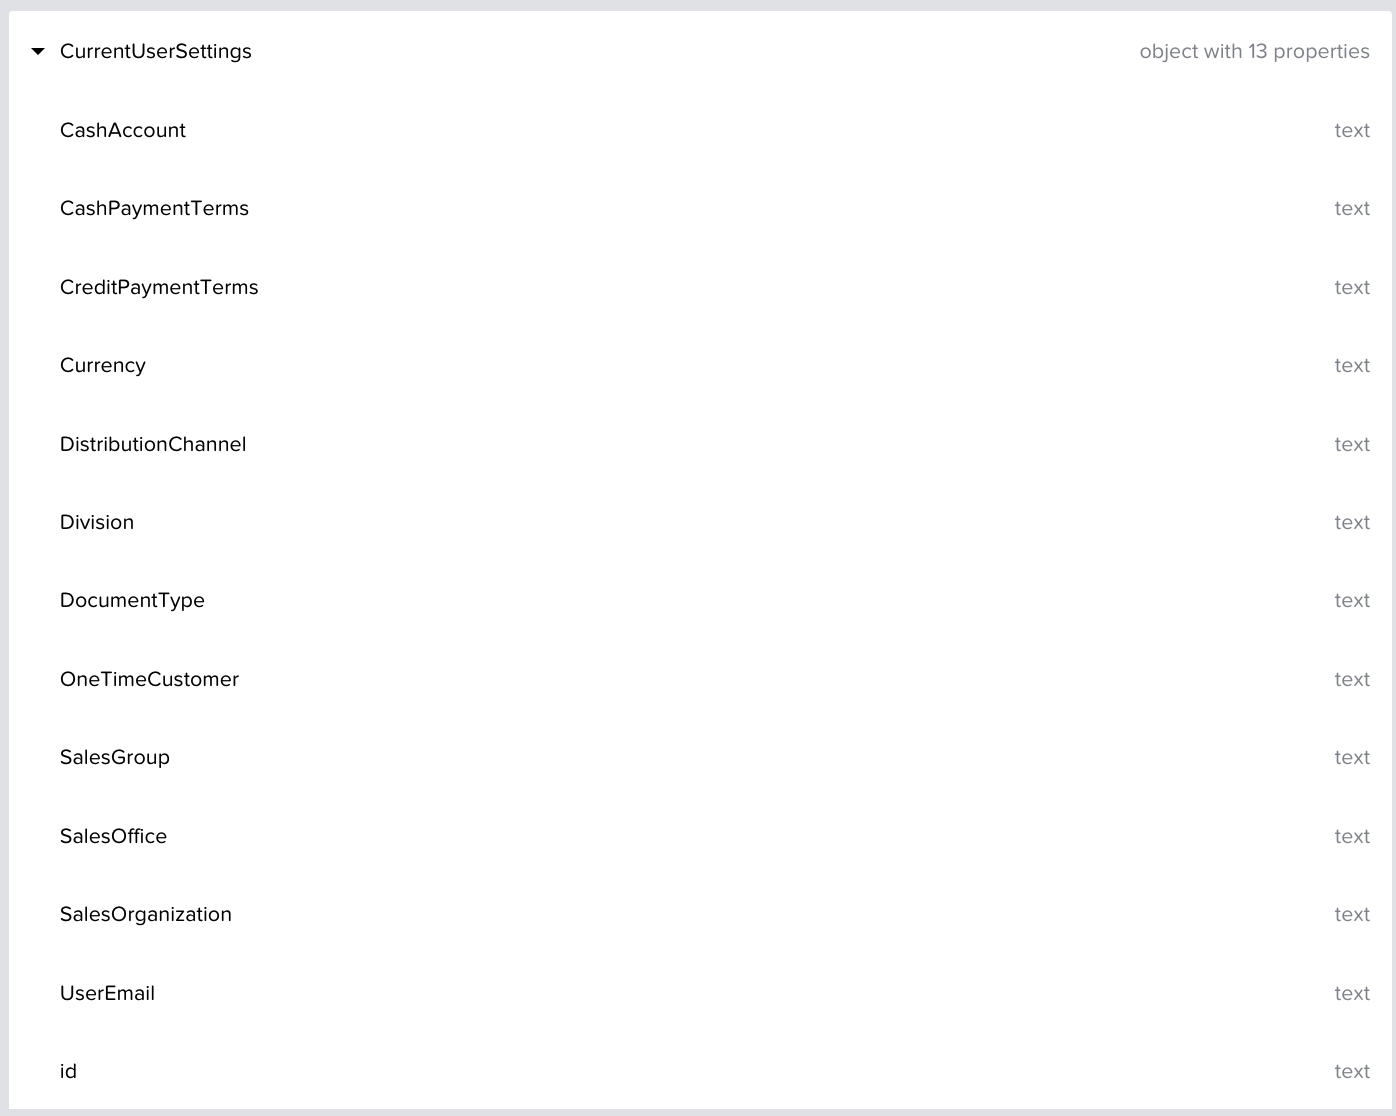 CurrentUserSettings object with 13 properties
CashAccount text
CashPaymentTerms text
CreditPaymentTerms text
Currency text
DistributionChannel text
Division text
DocumentType text
OneTimeCustomer text
SalesGroup text
SalesOffice text
SalesOrganization text
UserEmail text
id text